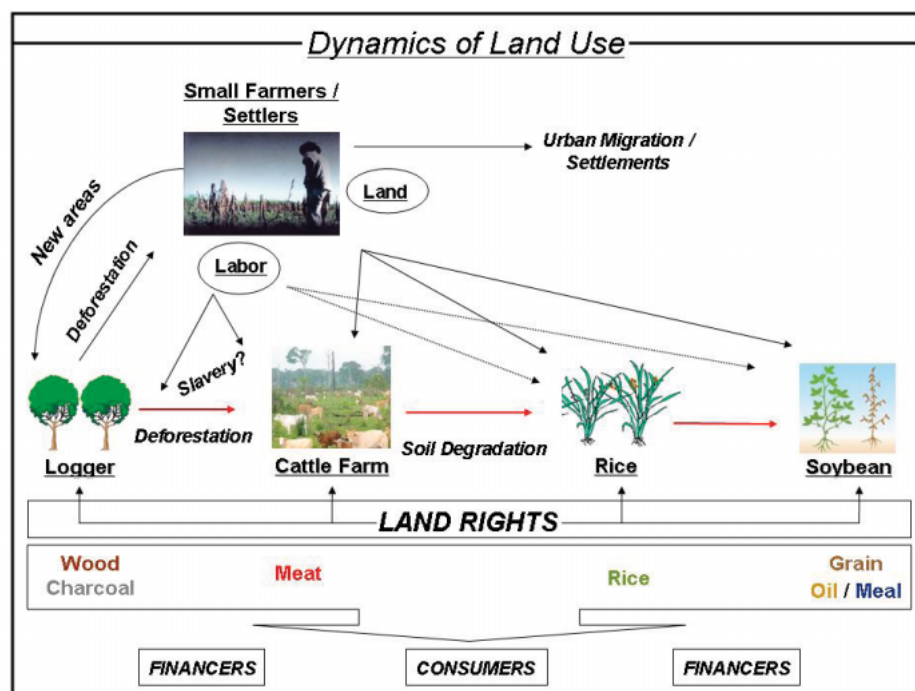 Dynamics of Land Use
Small Farmers /
Settlers
Urban Migration /
Settlements
Land
New areas
Deforestation
Labor
Slavery?
Deforestation
Soil Degradation
Logger
Cattle Farm
Rice
Soybean
LAND RIGHTS
Wood
Charcoal
Meat
Rice
Grain
Oil / Meal
FINANCERS
CONSUMERS
FINANCERS